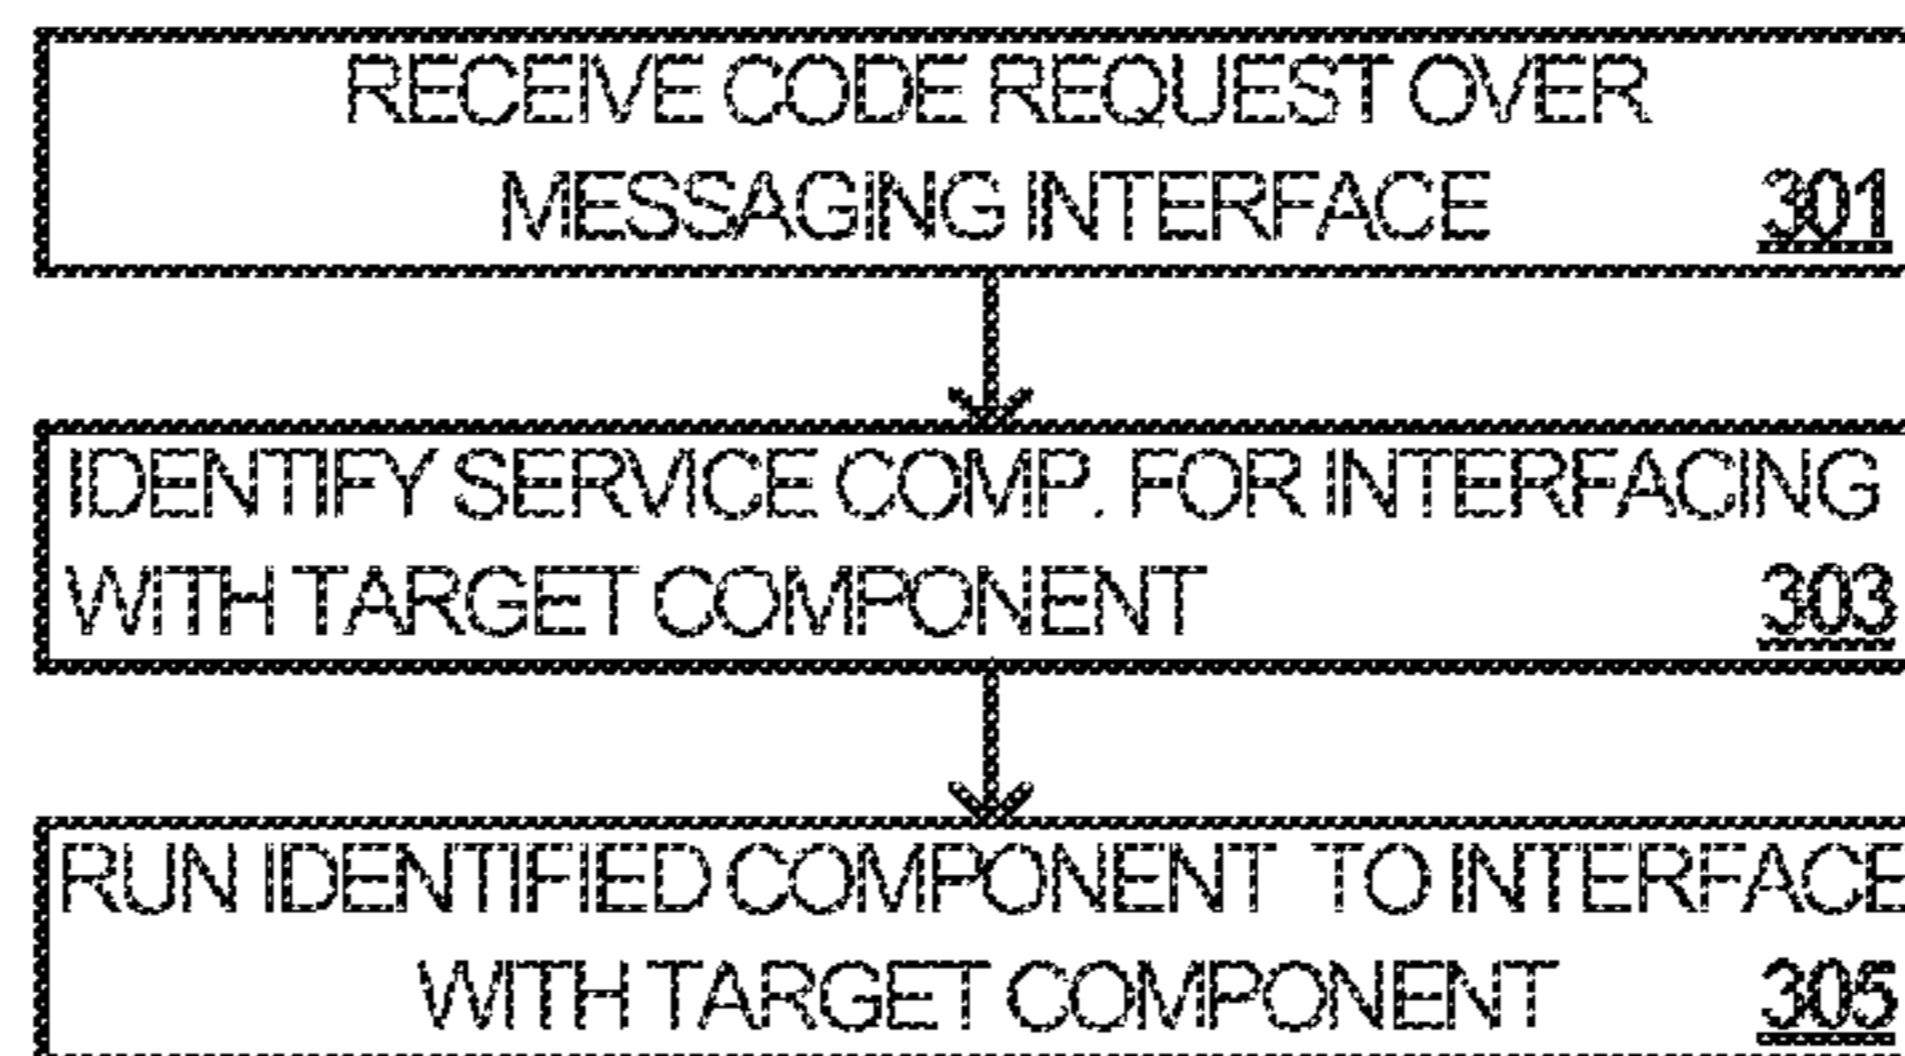 RECEIVE CODE REQUEST OVER
MESSAGING INTERFACE 301
IDENTIFY SERVICE COMP. FOR INTERFACING
WITH TARGET COMPONENT 303
RUN IDENTIFIED COMPONENT TO INTERFACE
WITH TARGET COMPONENT 305